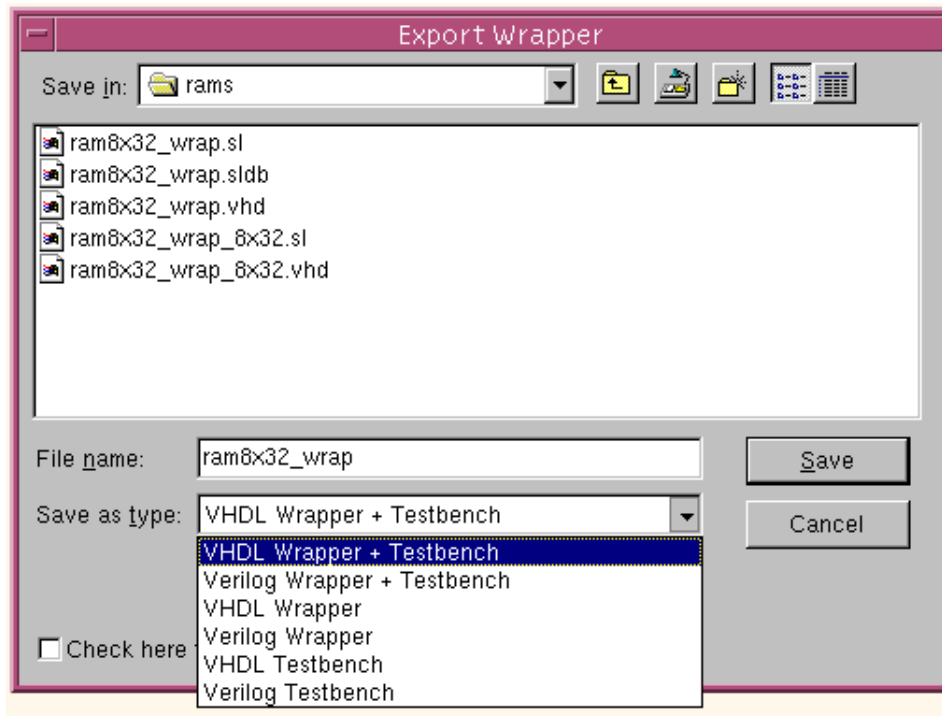 Export Wrapper
Save in: rams
ram8x32_wrap.sl
ram8x32_wrap.sldb
ram8x32_wrap.vhd
ram8x32_wrap_8x32.sl
ram8x32_wrap_8x32.vhd
File name: ram8x32_wrap Save
Save as type: VHDL Wrapper + Testbench Cancel
VHDL Wrapper + Testbench
Verilog Wrapper + Testbench
VHDL Wrapper
Verilog Wrapper
Check here
VHDL Testbench
Verilog Testbench